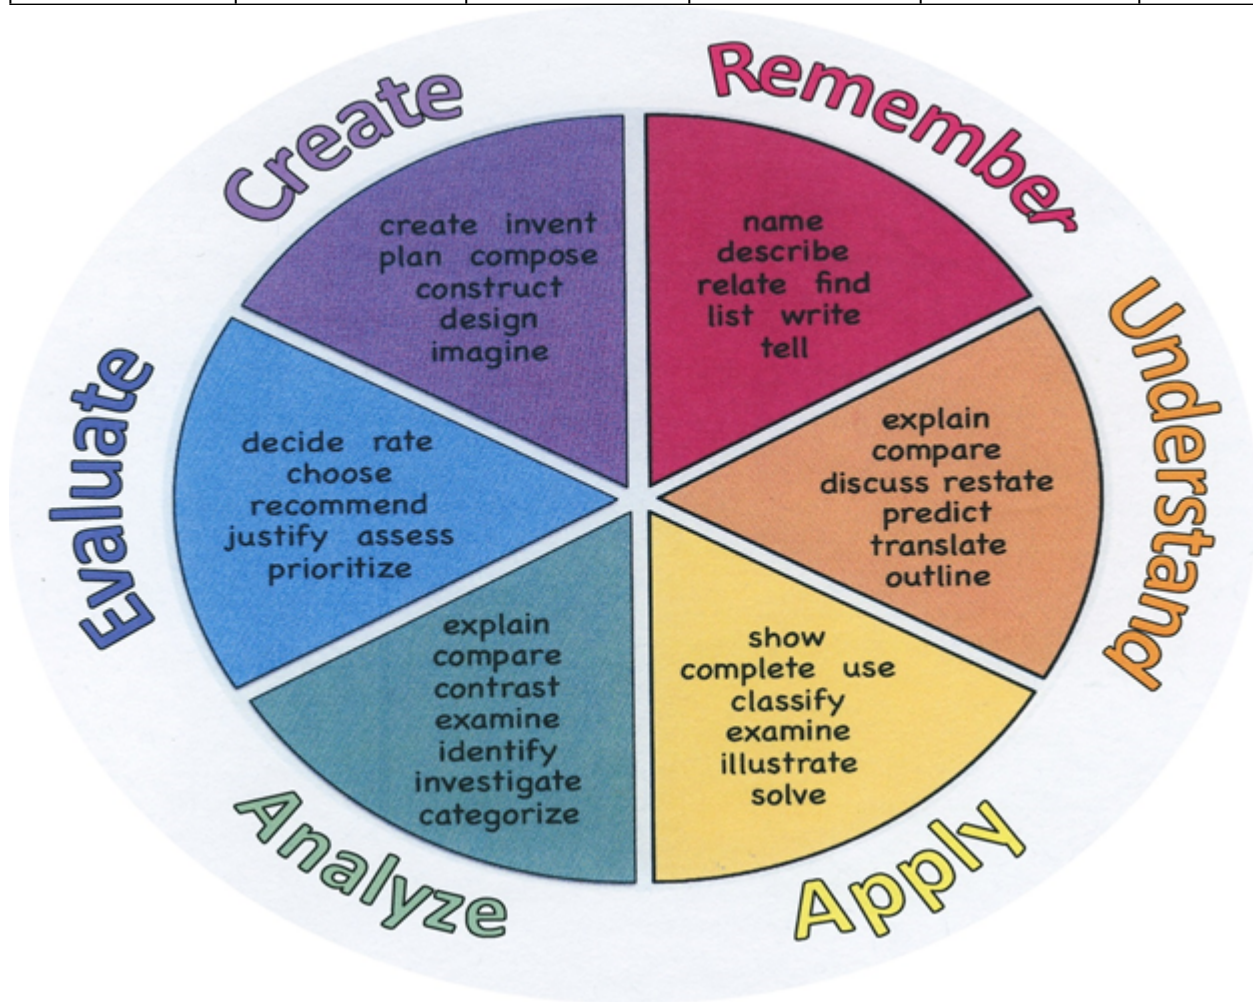 Remember
name
describe
relate find
list write
tell
Understand
explain
compare
discuss restate
predict
translate
outline
Apply
show
complete use
classify
examine
illustrate
solve
Analyze
explain
compare
contrast
examine
identify
investigate
categorize
Evaluate
decide rate
choose
recommend
justify assess
prioritize
Create
create invent
plan compose
construct
design
imagine